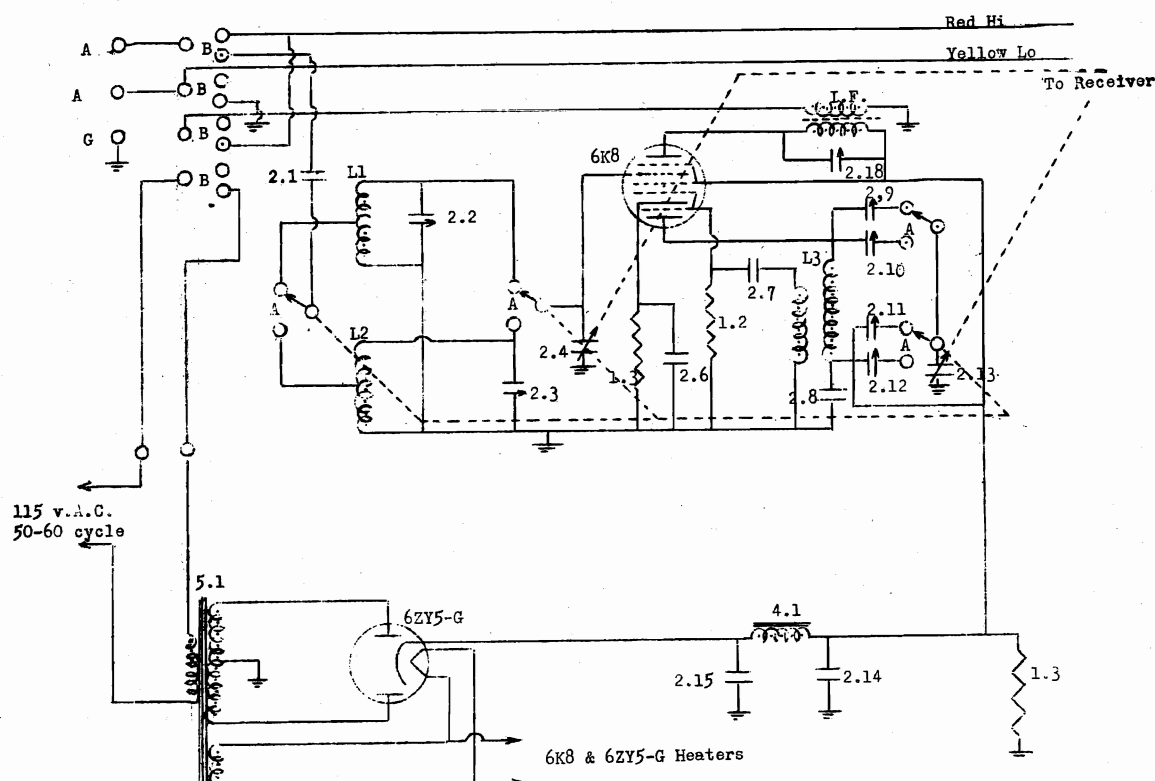 Red Hi
A B
Yellow Lo
A B
To Receiver
I.F.
G B
6K8
B 2.1 L1
2.18
2.9
2.2
A
2.10
L3
2.7
A A
2.11
1.2
L2
2.4
A
1.3 2.6
2.12
2.13
2.3
2.8
115 v.A.C.
50-60 cycle
5.1
6ZY5-G
4.1
2.15 2.14 1.3
6K8 & 6ZY5-G Heaters